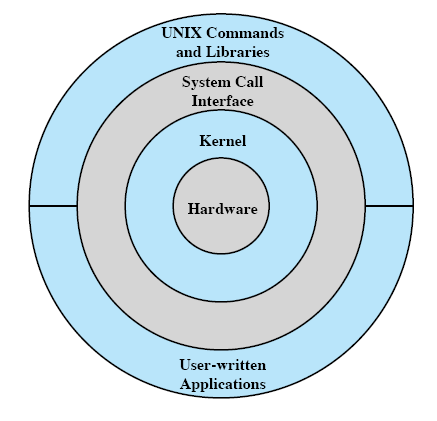 UNIX Commands
and Libraries
System Call
Interface
Kernel
Hardware
User-written
Applications